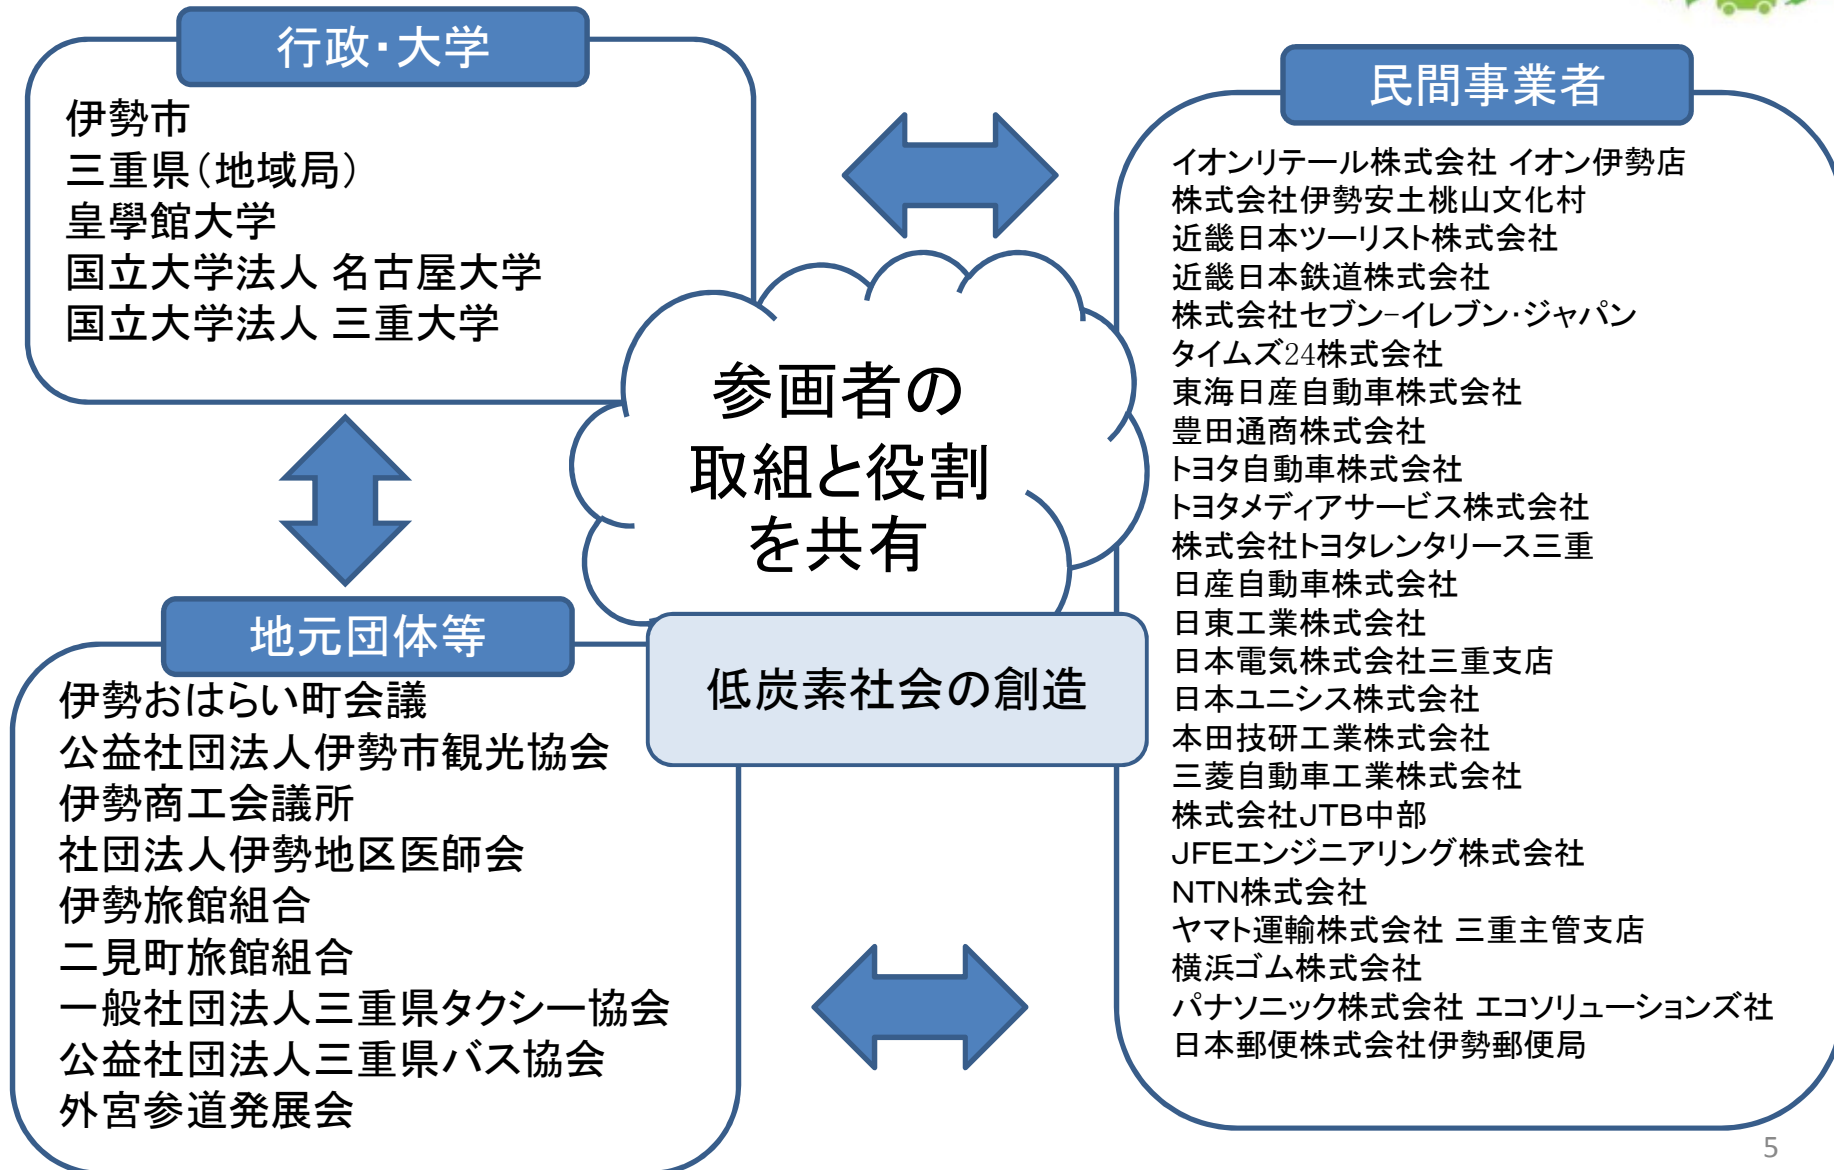 行政・大学
伊勢市
三重県（地域局）
皇學館大学
国立大学法人 名古屋大学
国立大学法人 三重大学
民間事業者
イオンリテール株式会社 イオン伊勢店
株式会社伊勢安土桃山文化村
近畿日本ツーリスト株式会社
近畿日本鉄道株式会社
株式会社セブン−イレブン・ジャパン
タイムズ24株式会社
東海日産自動車株式会社
豊田通商株式会社
トヨタ自動車株式会社
トヨタメディアサービス株式会社
株式会社トヨタレンタリース三重
日産自動車株式会社
日東工業株式会社
日本電気株式会社三重支店
日本ユニシス株式会社
本田技研工業株式会社
三菱自動車工業株式会社
株式会社JTB中部
JFEエンジニアリング株式会社
NTN株式会社
ヤマト運輸株式会社 三重主管支店
横浜ゴム株式会社
パナソニック株式会社 エコソリューションズ社
日本郵便株式会社伊勢郵便局
参画者の
取組と役割
を共有
低炭素社会の創造
地元団体等
伊勢おはらい町会議
公益社団法人伊勢市観光協会
伊勢商工会議所
社団法人伊勢地区医師会
伊勢旅館組合
二見町旅館組合
一般社団法人三重県タクシー協会
公益社団法人三重県バス協会
外宮参道発展会
5